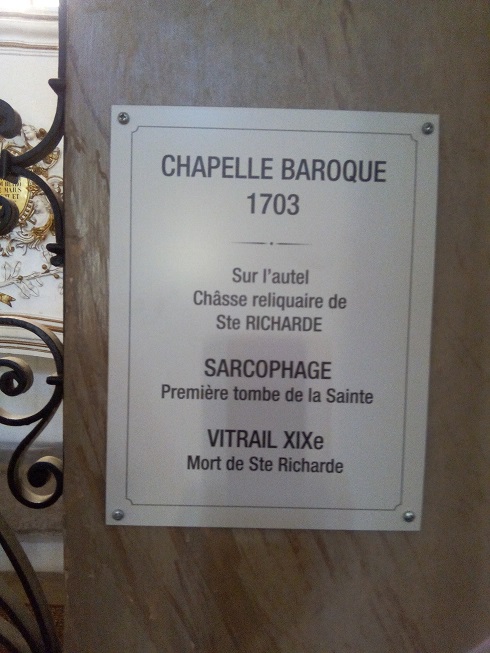 CHAPELLE BAROQUE
1703
Sur l'autel
Châsse reliquaire de
Ste RICHARDE
SARCOPHAGE
Première tombe de la Sainte
VITRAIL XIXe
Mort de Ste Richarde